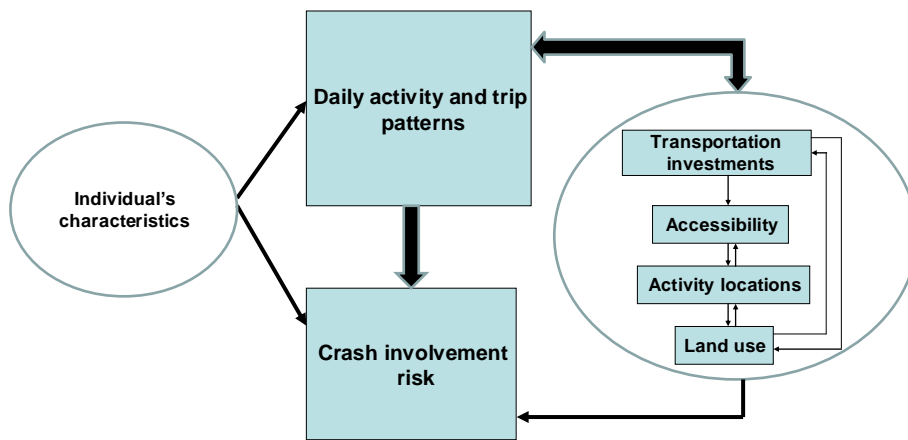 Daily activity and trip
patterns
Individual's
characteristics
Crash involvement
risk
Transportation
investments
Accessibility
Activity locations
Land use